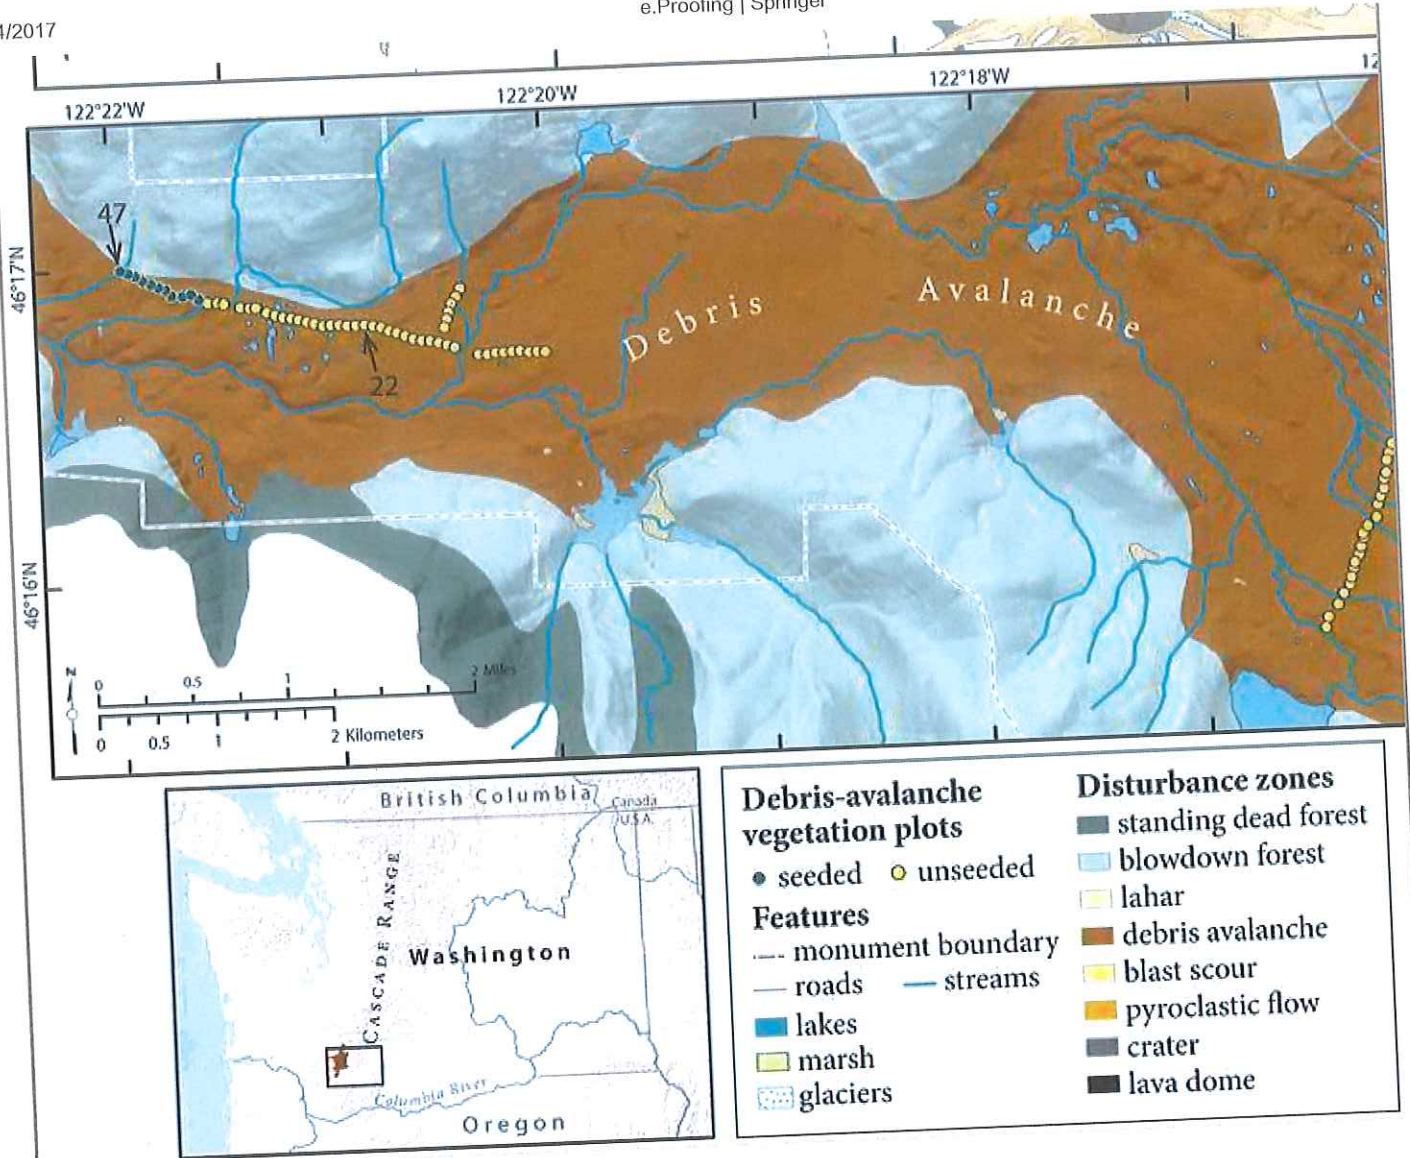 e.Proofing | Springer
4/2017
122°22'W
122°20'W
122°18'W
46°17'N
46°16'N
47
22
Debris
Avalanche
N
0 0.5 1 2 Miles
0 0.5 1 2 Kilometers
British Columbia
Canada
U.S.A.
CASCADE RANGE
Washington
Columbia River
Oregon
Debris-avalanche
vegetation plots
seeded unseeded
Features
monument boundary
roads streams
lakes
marsh
glaciers
Disturbance zones
standing dead forest
blowdown forest
lahar
debris avalanche
blast scour
pyroclastic flow
crater
lava dome